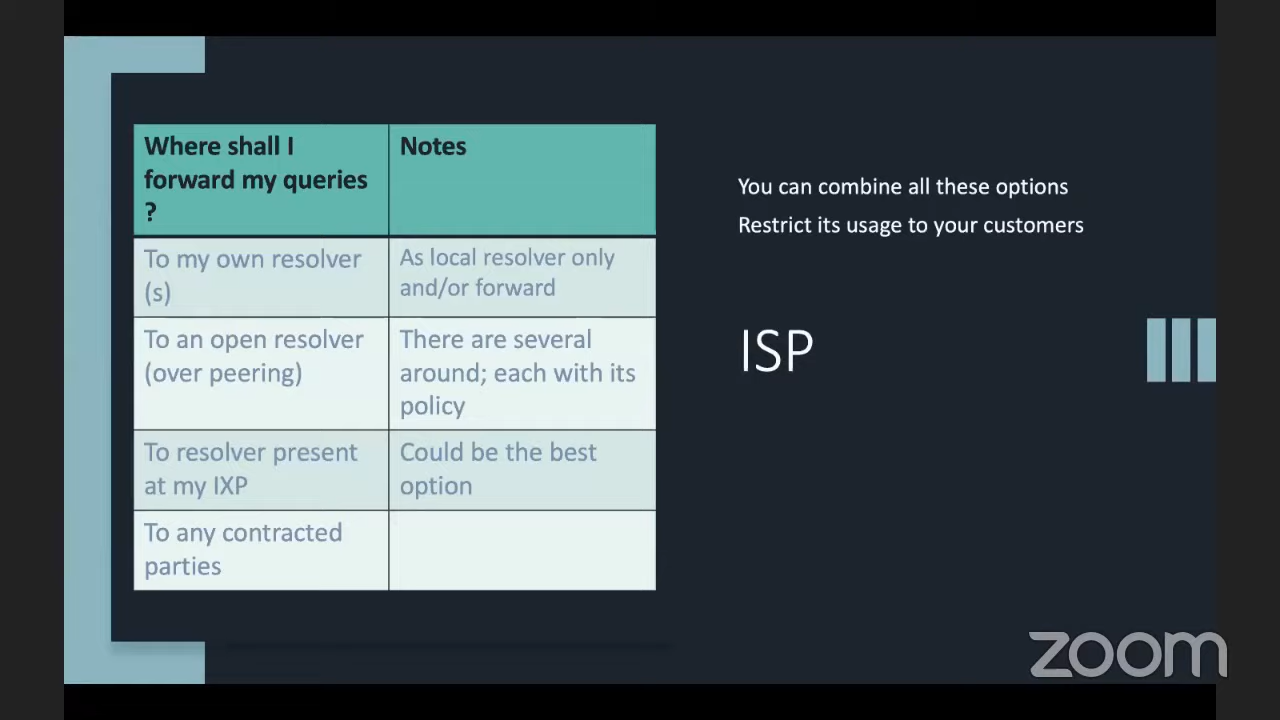 Where shall I
forward my queries
?
Notes
To my own resolver
(s)
As local resolver only
and/or forward
To an open resolver
(over peering)
There are several
around; each with its
policy
To resolver present
at my IXP
Could be the best
option
To any contracted
parties
You can combine all these options
Restrict its usage to your customers
ISP
zoom